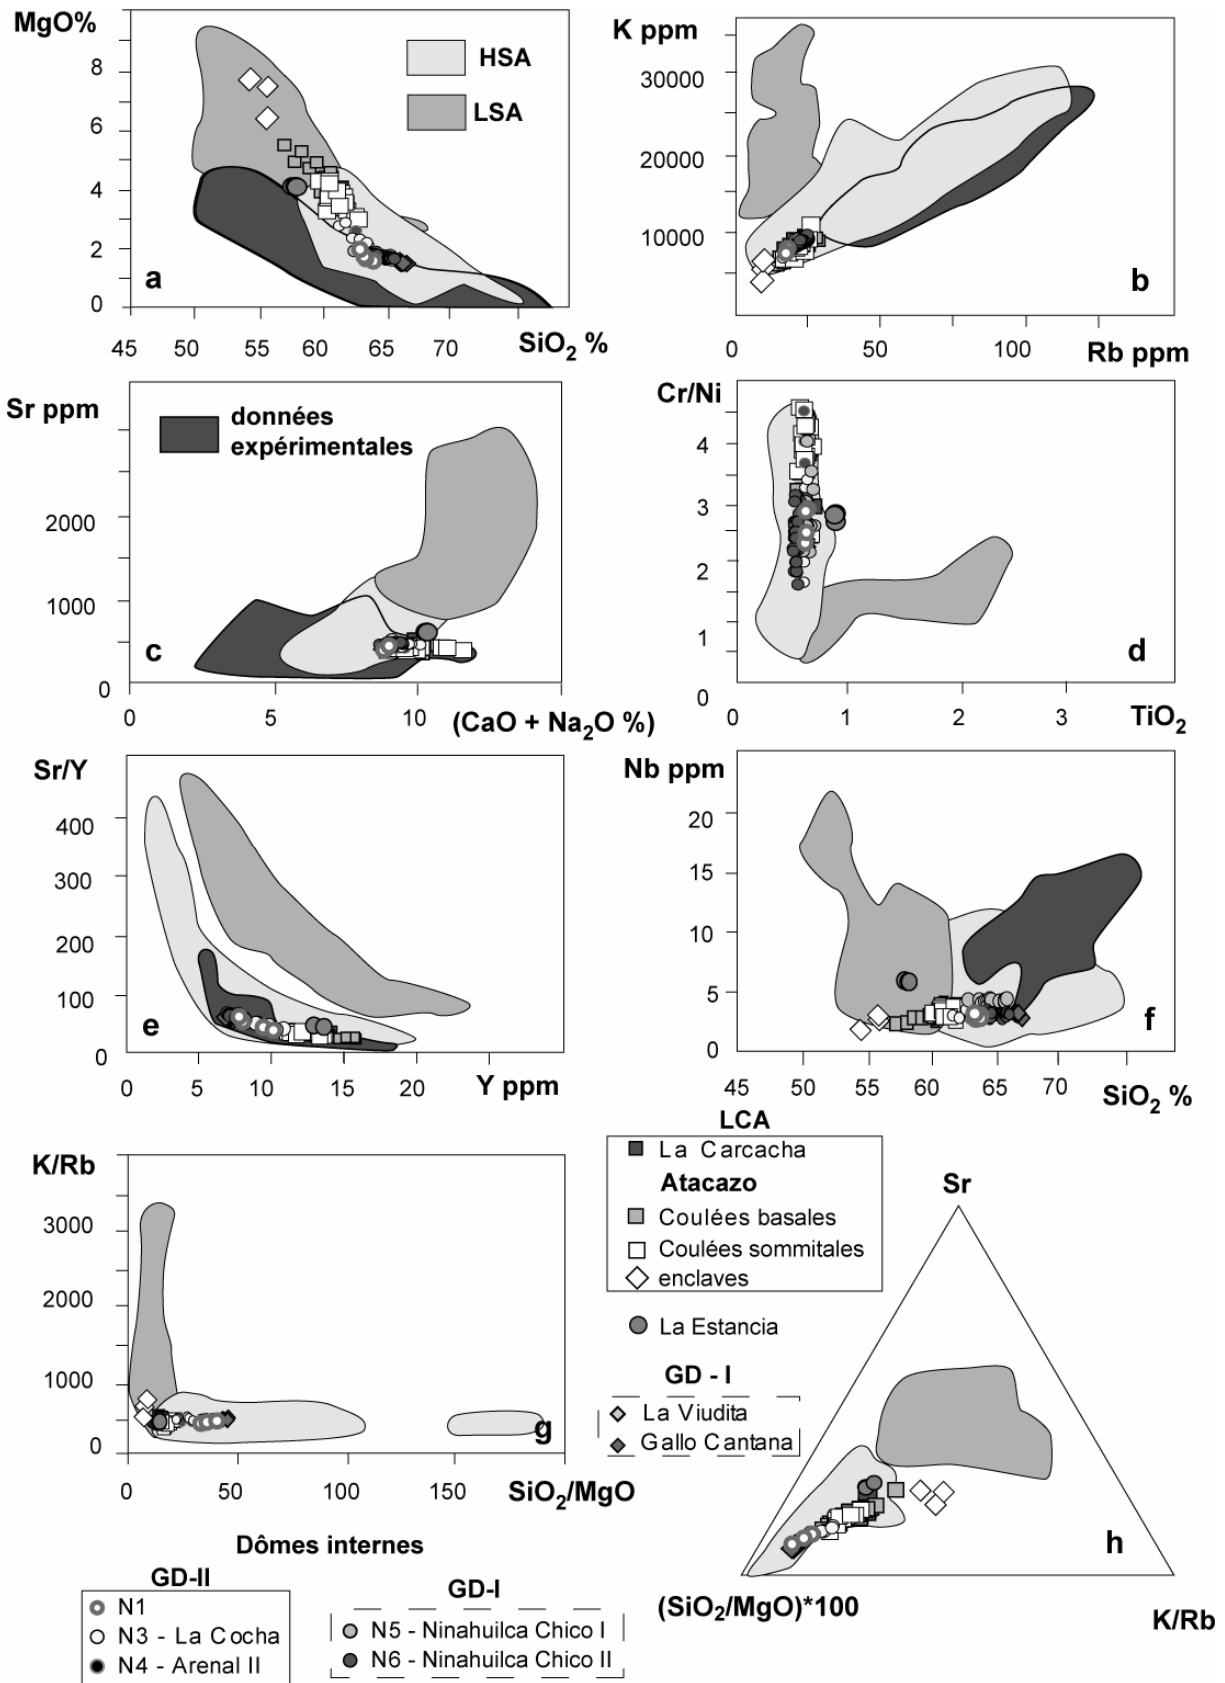 MgO%
8
6
4
2
0
45 50 55 60 65 70
SiO2 %
HSA
LSA
a
K ppm
30000
20000
10000
0 50 100
Rb ppm
b
Sr ppm
2000
1000
0
0 5 10
(CaO + Na2O %)
données
expérimentales
c
Cr/Ni
4
3
2
1
0
0 1 2 3
TiO2
d
Sr/Y
400
300
200
100
0
0 5 10 15 20
Y ppm
e
Nb ppm
20
15
10
5
0
45 50 55 60 65 70
SiO2 %
f
K/Rb
3000
2000
1000
0
0 50 100 150
SiO2/MgO
g
LCA
La Carcacha
Atacazo
Coulées basales
Coulées sommitales
enclaves
La Estancia
GD - I
La Viudita
Gallo Cantana
Sr
h
(SiO2/MgO)*100
K/Rb
Dômes internes
GD-II
N1
N3 - La Cocha
N4 - Arenal II
GD-I
N5 - Ninahuilca Chico I
N6 - Ninahuilca Chico II